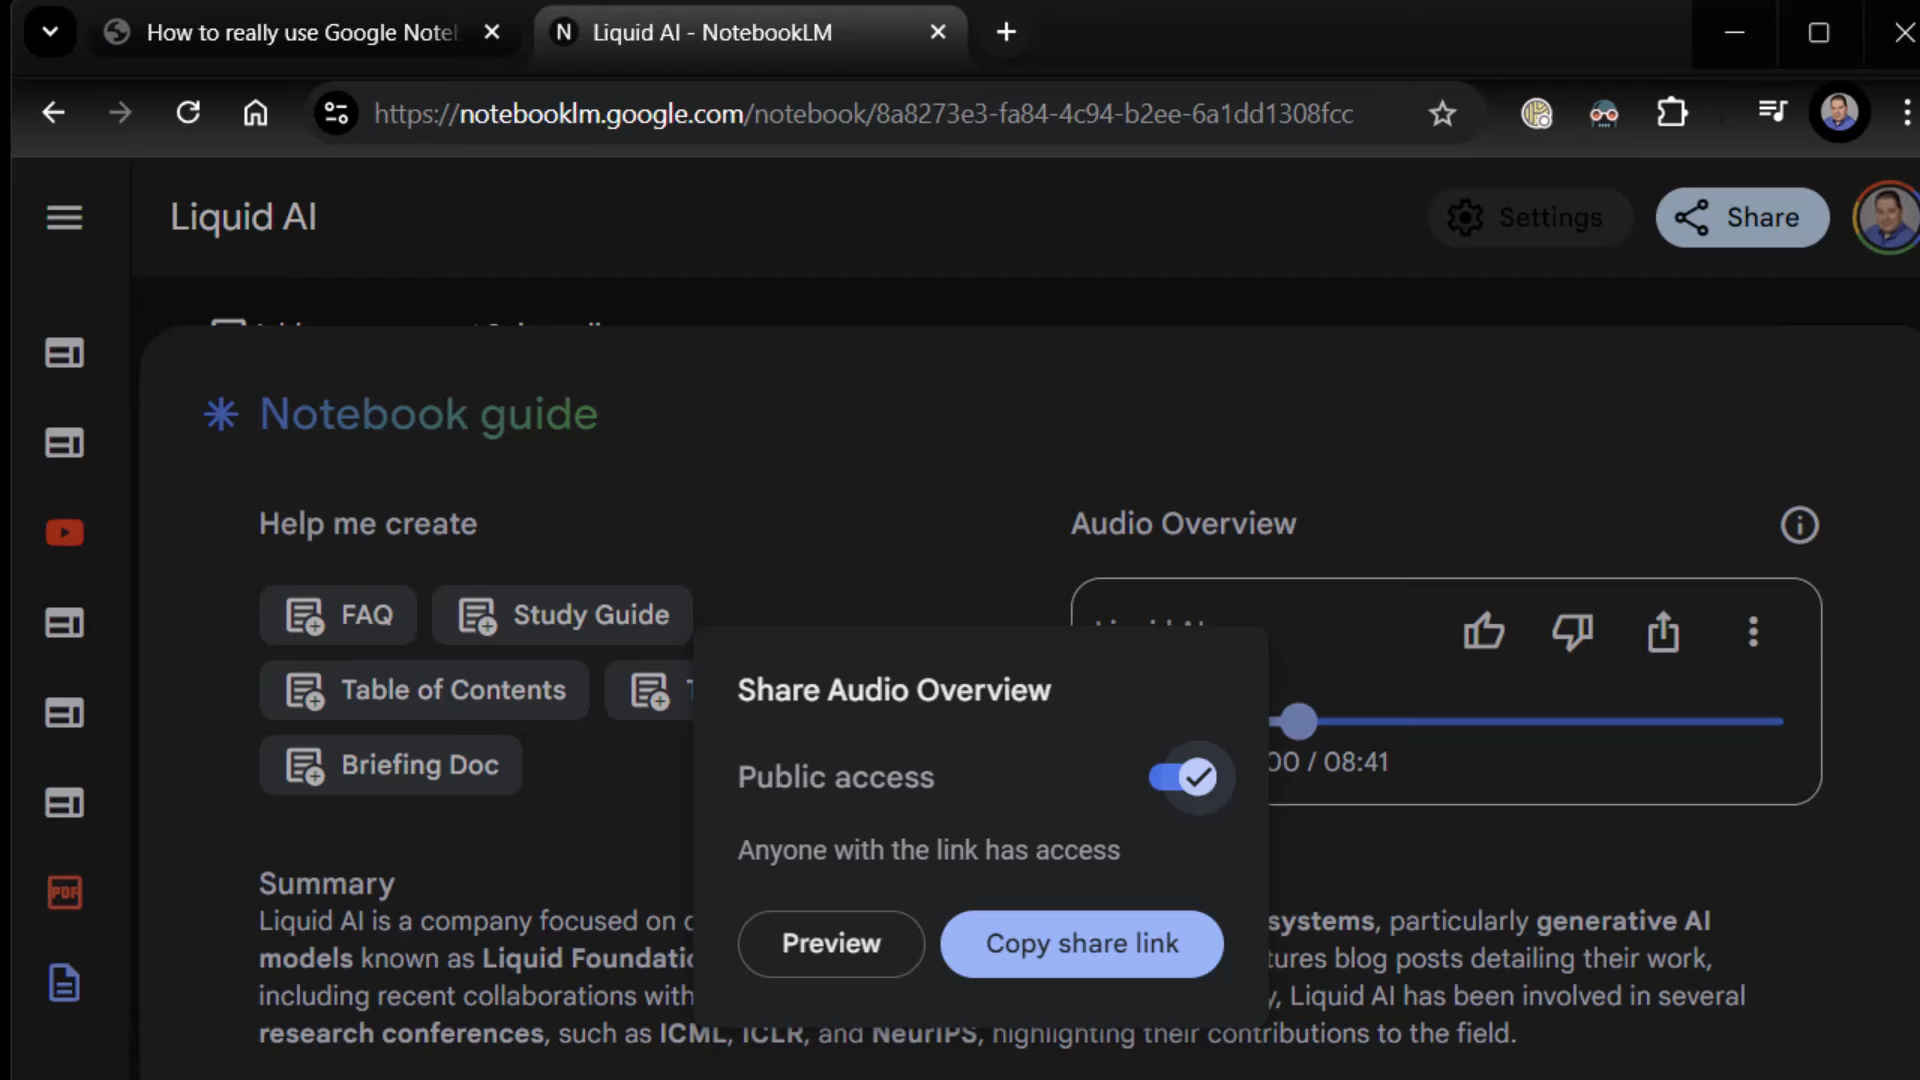 How to really use Google Note
Liquid AI - NotebookLM
https://notebooklm.google.com/notebook/8a8273e3-fa84-4c94-b2ee-6a1dd1308fcc
Liquid AI
Settings
Share
Notebook guide
Help me create
Audio Overview
FAQ
Study Guide
Table of Contents
Briefing Doc
PDF
Share Audio Overview
Public access
Anyone with the link has access
Preview
Copy share link
00 / 08:41
Summary
Liquid AI is a company focused on systems, particularly generative AI
models known as Liquid blog posts detailing their work,
including recent collaborations with Liquid AI has been involved in several
research conferences, such as ICML, ICLR, and NeurIPS, highlighting their contributions to the field.